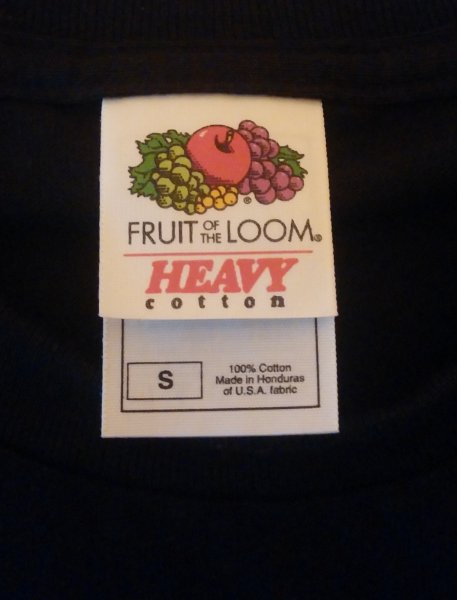 ®
FRUIT OF THE LOOM®
HEAVY
cotton
S
100% Cotton
Made in Honduras
of U.S.A. fabric